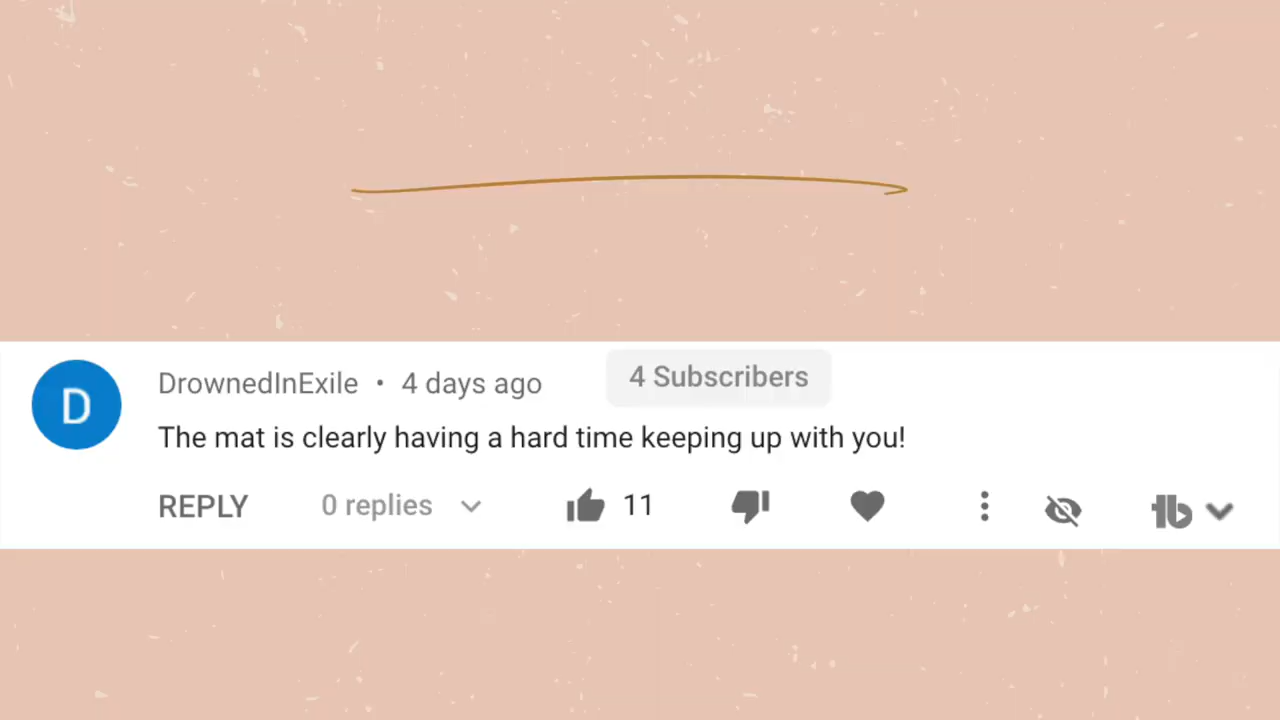 D
DrownedInExile • 4 days ago 4 Subscribers
The mat is clearly having a hard time keeping up with you!
REPLY 0 replies 11 tb